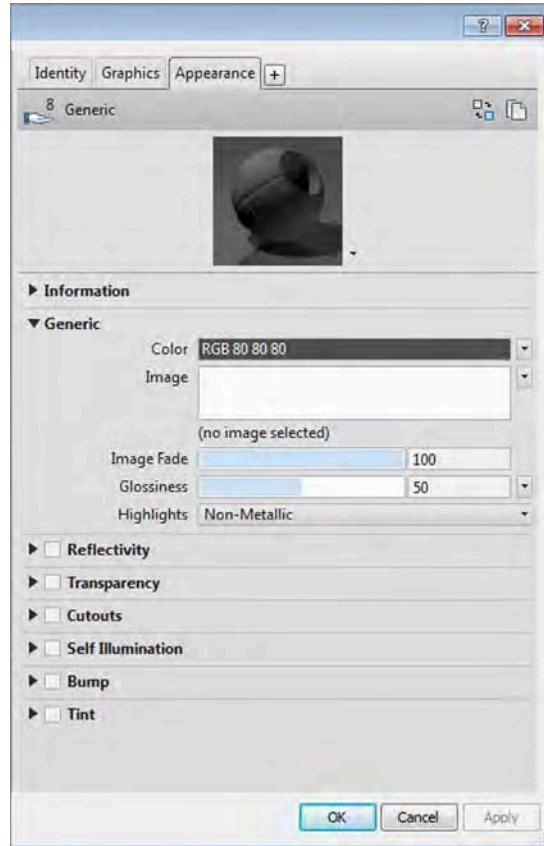 ?
Identity Graphics Appearance +
8 Generic
Information
Generic
Color RGB 80 80 80
Image
(no image selected)
Image Fade 100
Glossiness 50
Highlights Non-Metallic
Reflectivity
Transparency
Cutouts
Self Illumination
Bump
Tint
OK Cancel Apply